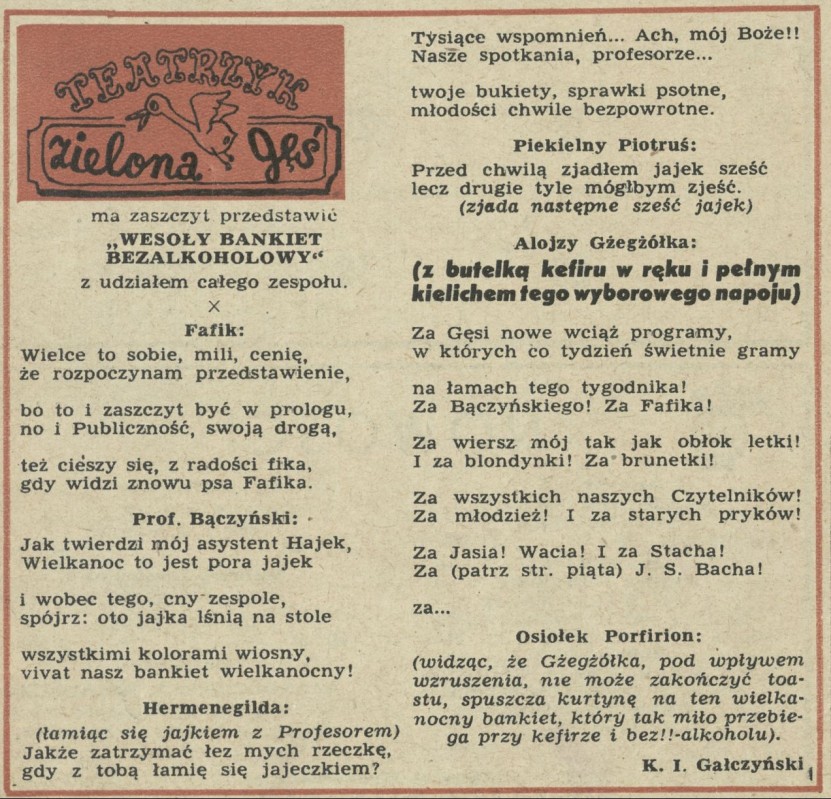 TEATRZYK
zielona gęś
ma zaszczyt przedstawić
„WESOŁY BANKIET
BEZALKOHOLOWY“
z udziałem całego zespołu.
×
Fafik:
Wielce to sobie, mili, cenię,
że rozpoczynam przedstawienie,
bo to i zaszczyt być w prologu,
no i Publiczność, swoją drogą,
też cieszy się, z radości fika,
gdy widzi znowu psa Fafika.
Prof. Bączyński:
Jak twierdzi mój asystent Hajek,
Wielkanoc to jest pora jajek
i wobec tego, cny zespole,
spójrz: oto jajka lśnią na stole
wszystkimi kolorami wiosny,
vivat nasz bankiet wielkanocny!
Hermenegilda:
(łamiąc się jajkiem z Profesorem)
Jakże zatrzymać łez mych rzeczkę,
gdy z tobą łamię się jajeczkiem?
Tysiące wspomnień... Ach, mój Boże!!
Nasze spotkania, profesorze...
twoje bukiety, sprawki psotne,
młodości chwile bezpowrotne.
Piekielny Piotruś:
Przed chwilą zjadłem jajek sześć
lecz drugie tyle mógłbym zjeść.
(zjada następne sześć jajek)
Alojzy Gżegżółka:
(z butelką kefiru w ręku i pełnym
kielichem tego wyborowego napoju)
Za Gęsi nowe wciąż programy,
w których co tydzień świetnie gramy
na łamach tego tygodnika!
Za Bączyńskiego! Za Fafika!
Za wiersz mój tak jak obłok letki!
I za blondynki! Za brunetki!
Za wszystkich naszych Czytelników!
Za młodzież! I za starych pryków!
Za Jasia! Wacia! I za Stacha!
Za (patrz str. piąta) J. S. Bacha!
za...
Osiołek Porfirion:
(widząc, że Gżegżółka, pod wpływem
wzruszenia, nie może zakończyć toa-
stu, spuszcza kurtynę na ten wielka-
nocny bankiet, który tak miło przebie-
ga przy kefirze i bez!!-alkoholu).
K. I. Gałczyński